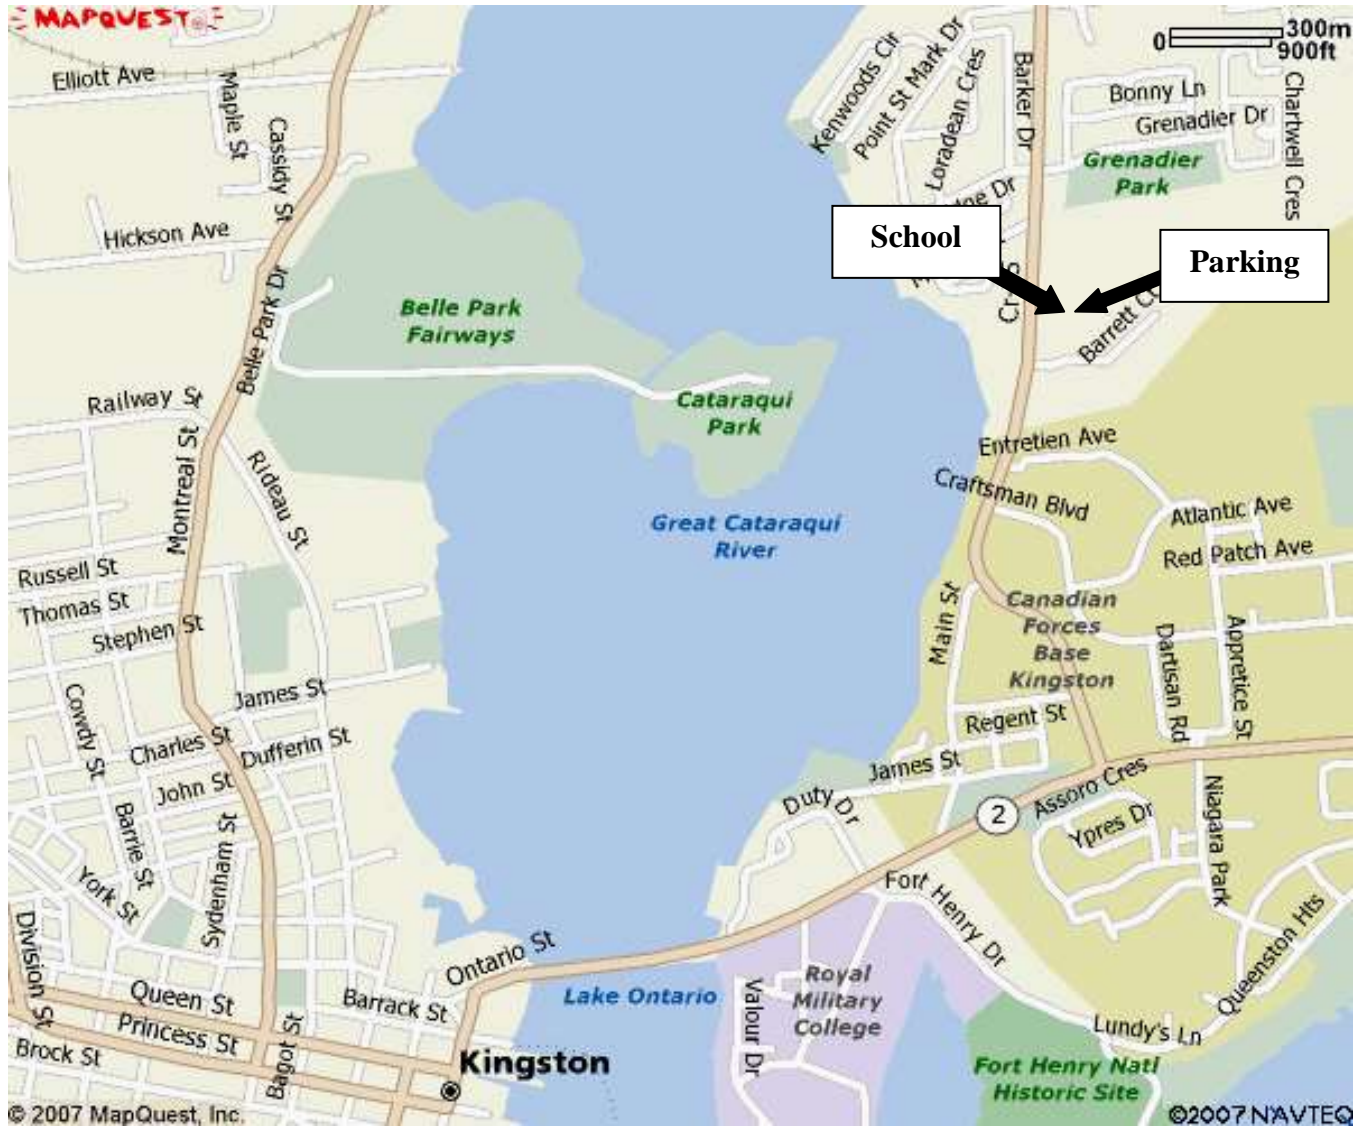 MAPQUEST
300m
0
900ft
Elliott Ave
Maple St
Cassidy St
Kenwoods Cir
Point St Mark Dr
Loradean Cres
Barker Dr
Bonny Ln
Grenadier Dr
Chartwell Cres
Grenadier
Park
Hickson Ave
School
Parking
Belle Park Dr
Belle Park
Fairways
Barrett
Railway St
Cataraqui
Park
Montreal St
Rideau St
Entretien Ave
Craftsman Blvd
Great Cataraqui
River
Atlantic Ave
Red Patch Ave
Russell St
Thomas St
Stephen St
Main St
Canadian
Forces
Base
Kingston
Dartisan Rd
Appretice St
Cowdy St
James St
Charles St
Dufferin St
John St
Regent St
James St
Barrie St
Sydenham St
York St
Duty Dr
2
Assoro Cres
Ypres Dr
Niagara Park
Fort Henry Dr
Queenston Hts
Division St
Ontario St
Queen St
Barrack St
Lake Ontario
Valour Dr
Royal
Military
College
Princess St
Brock St
Bagot St
Kingston
Lundy's Ln
Fort Henry Natl
Historic Site
© 2007 MapQuest, Inc.
©2007 NAVTEQ